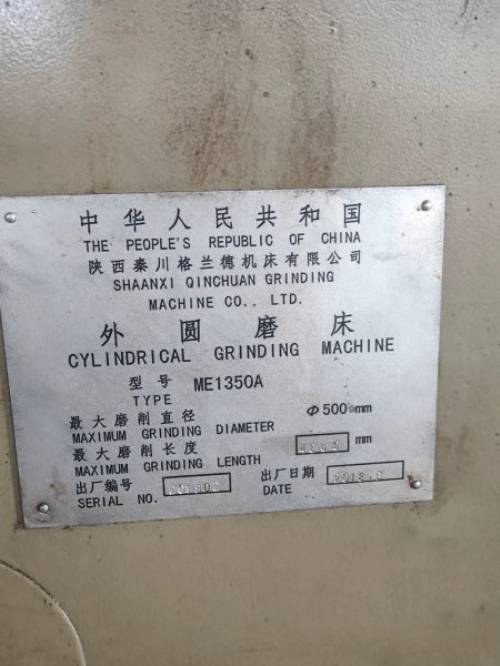 中华人民共和国
THE PEOPLE'S REPUBLIC OF CHINA
陕西秦川格兰德机床有限公司
SHAANXI QINCHUAN GRINDING
MACHINE CO., LTD.
外圆磨床
CYLINDRICAL GRINDING MACHINE
型号 ME1350A
TYPE
最大磨削直径 Φ500mm
MAXIMUM GRINDING DIAMETER
最大磨削长度 mm
MAXIMUM GRINDING LENGTH
出厂编号 出厂日期
SERIAL NO. DATE